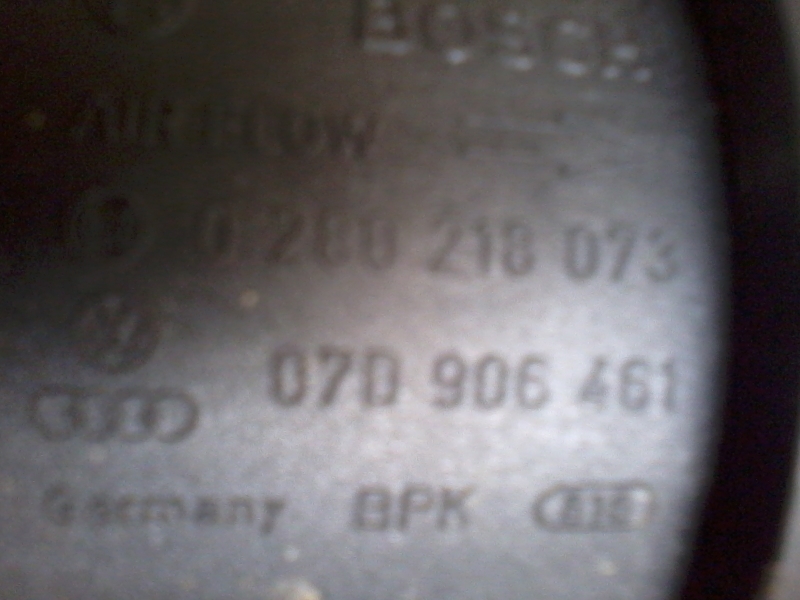 BOSCH
AIR FLOW
0 280 218 073
07D 906 461
Germany BPK